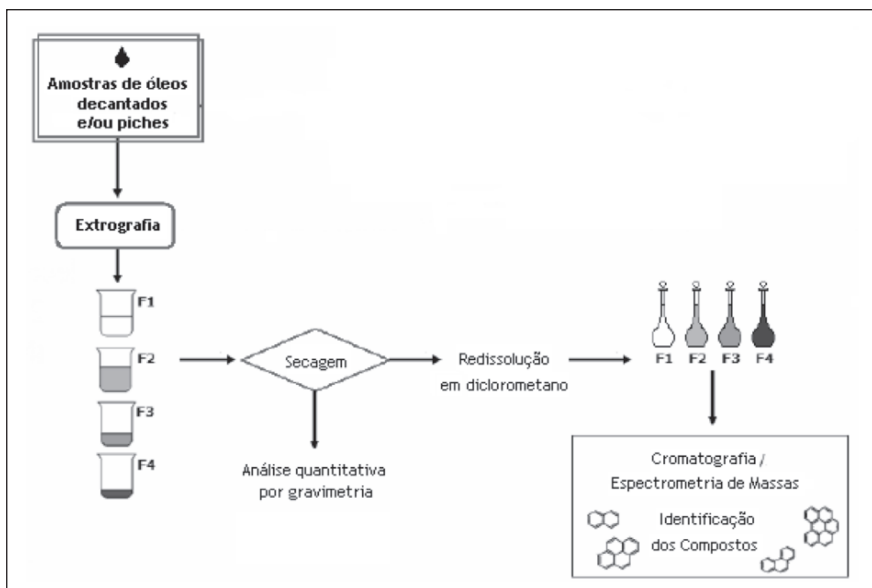 Amostras de óleos
decantados
e/ou piches
Extrografia
F1
F2
F3
F4
Secagem
Análise quantitativa
por gravimetria
Redissolução
em diclorometano
F1 F2 F3 F4
Cromatografia /
Espectrometria de Massas
Identificação
dos Compostos